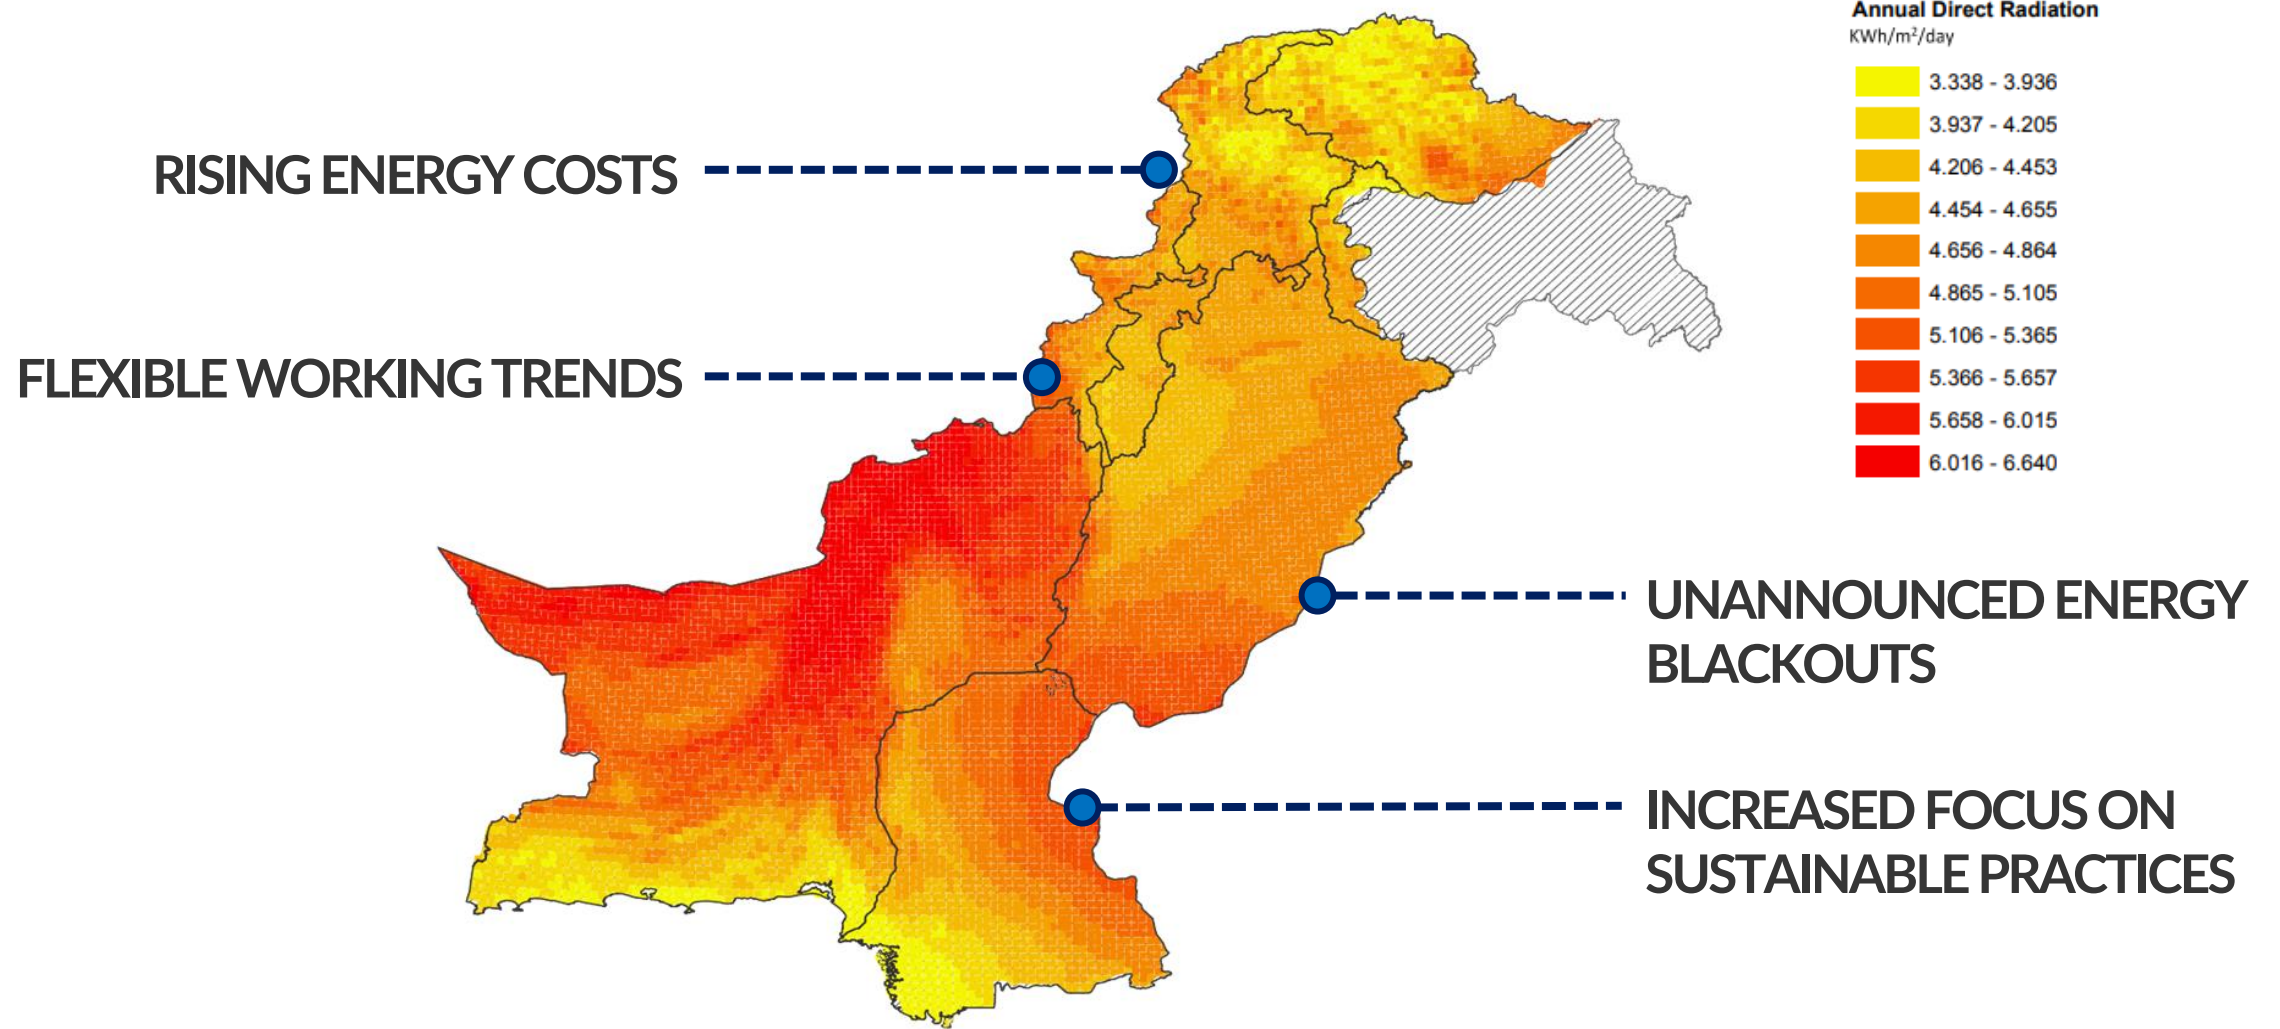 Annual Direct Radiation
KWh/m²/day
3.338 - 3.936
3.937 - 4.205
4.206 - 4.453
4.454 - 4.655
4.656 - 4.864
4.865 - 5.105
5.106 - 5.365
5.366 - 5.657
5.658 - 6.015
6.016 - 6.640
RISING ENERGY COSTS
FLEXIBLE WORKING TRENDS
UNANNOUNCED ENERGY
BLACKOUTS
INCREASED FOCUS ON
SUSTAINABLE PRACTICES